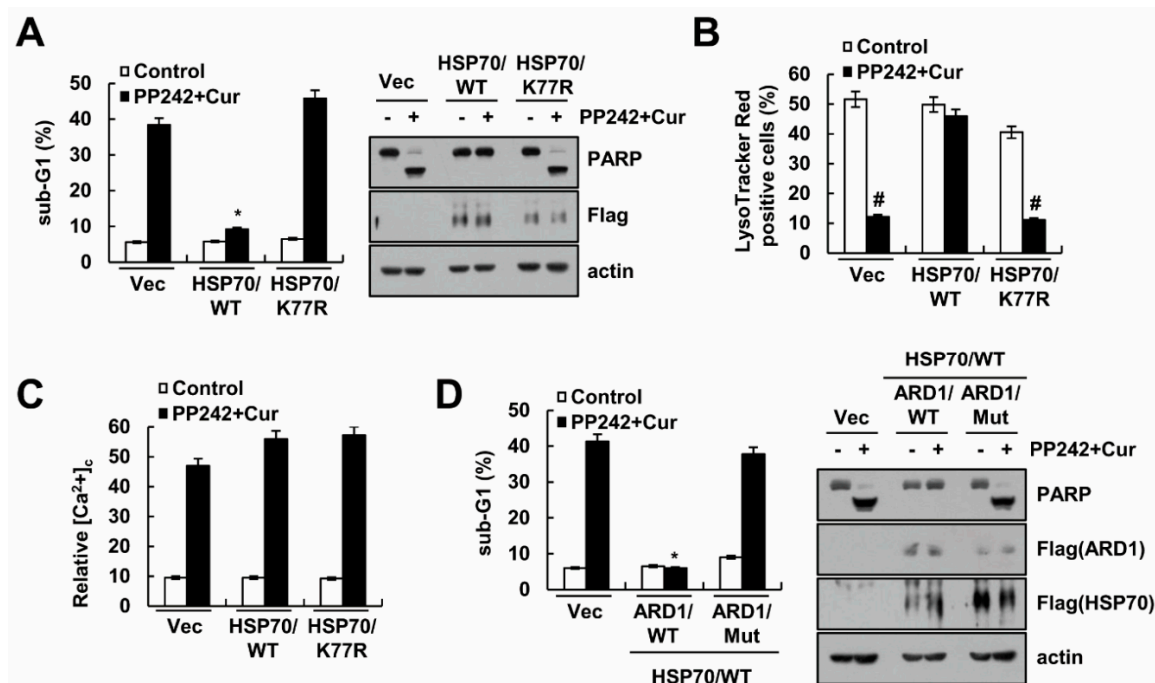 A
Control
PP242+Cur
sub-G1 (%)
50
40
30
20
10
0
*
Vec
HSP70/
WT
HSP70/
K77R
Vec
HSP70/
WT
HSP70/
K77R
- + - + - + PP242+Cur
PARP
Flag
actin
B
Control
PP242+Cur
LysoTracker Red
positive cells (%)
60
50
40
30
20
10
0
#
#
Vec
HSP70/
WT
HSP70/
K77R
C
Control
PP242+Cur
Relative [Ca²⁺]c
60
50
40
30
20
10
0
Vec
HSP70/
WT
HSP70/
K77R
D
Control
PP242+Cur
sub-G1 (%)
50
40
30
20
10
0
*
Vec
ARD1/
WT
ARD1/
Mut
HSP70/WT
HSP70/WT
Vec
ARD1/
WT
ARD1/
Mut
- + - + - + PP242+Cur
PARP
Flag(ARD1)
Flag(HSP70)
actin